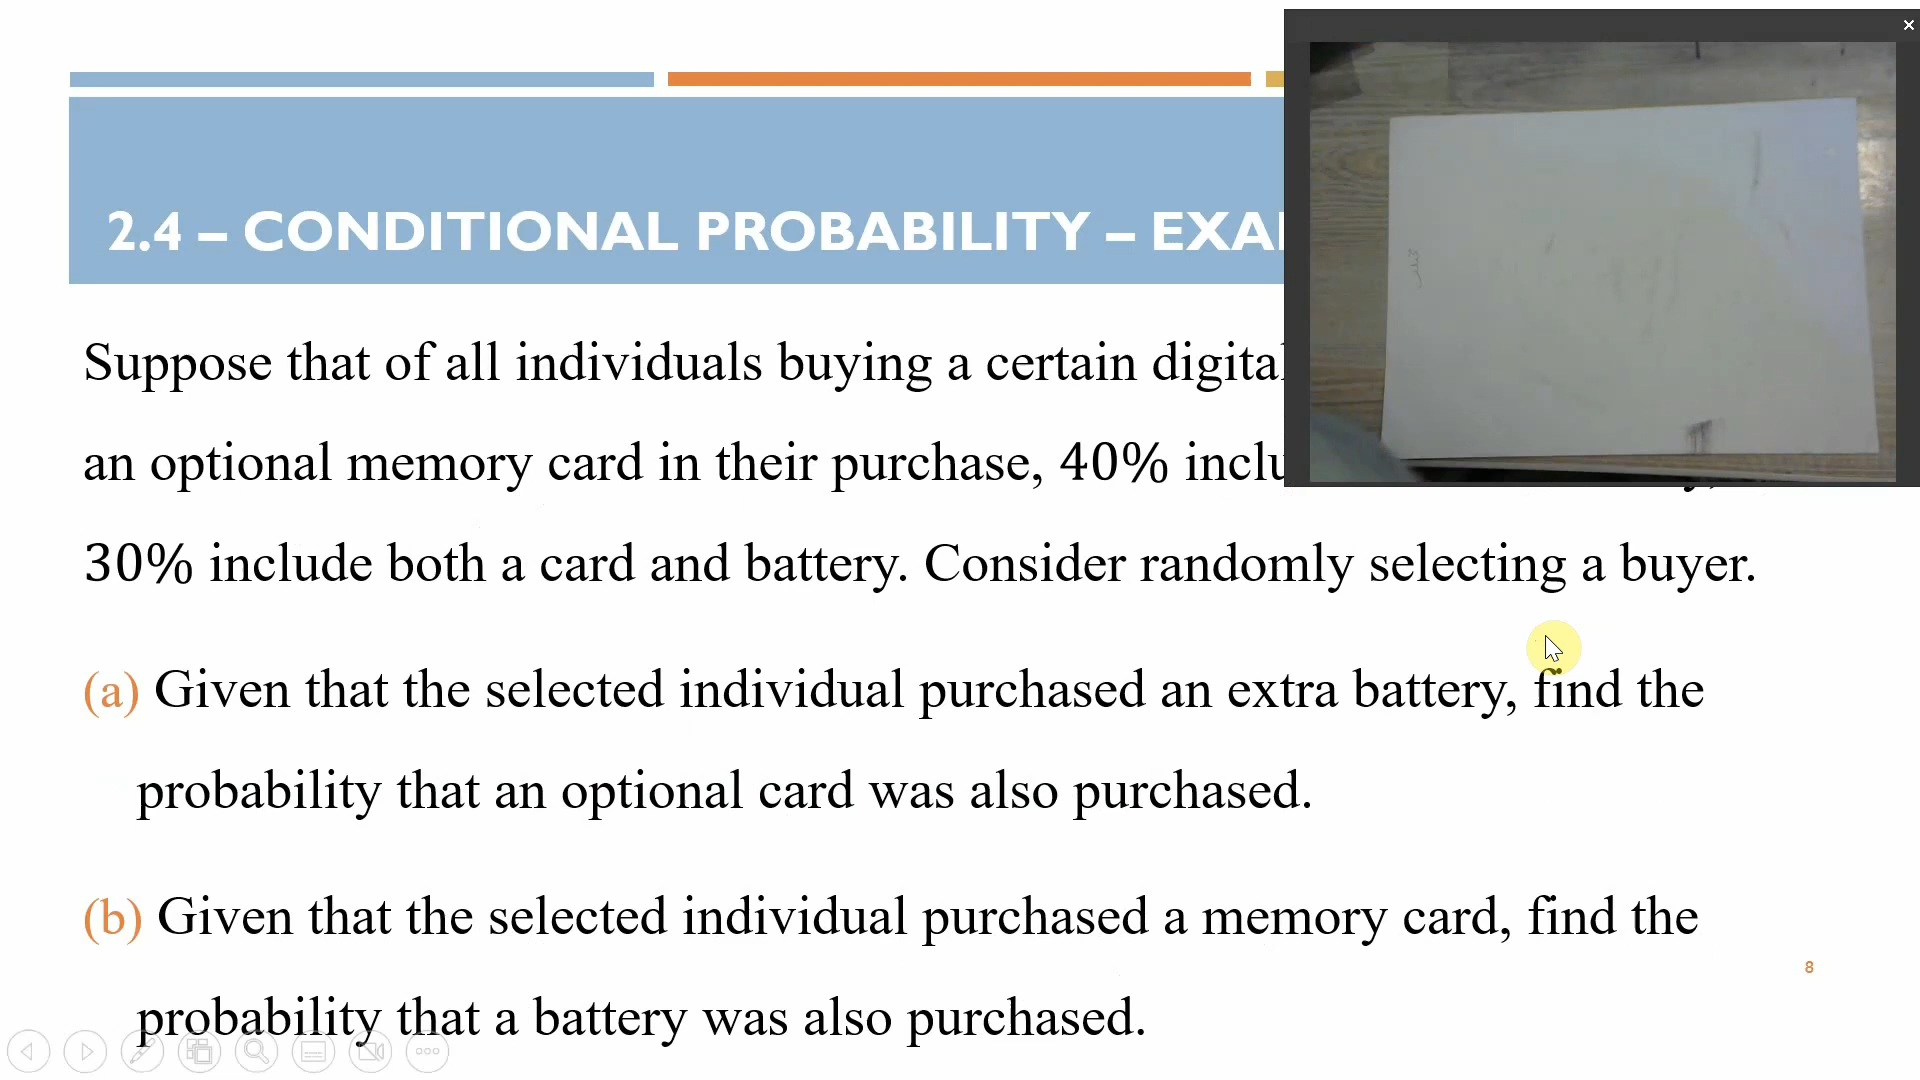 2.4 – CONDITIONAL PROBABILITY –
Suppose that of all individuals buying a certain
an optional memory card in their purchase, 40%
30% include both a card and battery. Consider randomly selecting a buyer.
(a) Given that the selected individual purchased an extra battery, find the
probability that an optional card was also purchased.
(b) Given that the selected individual purchased a memory card, find the
8
probability that a battery was also purchased.